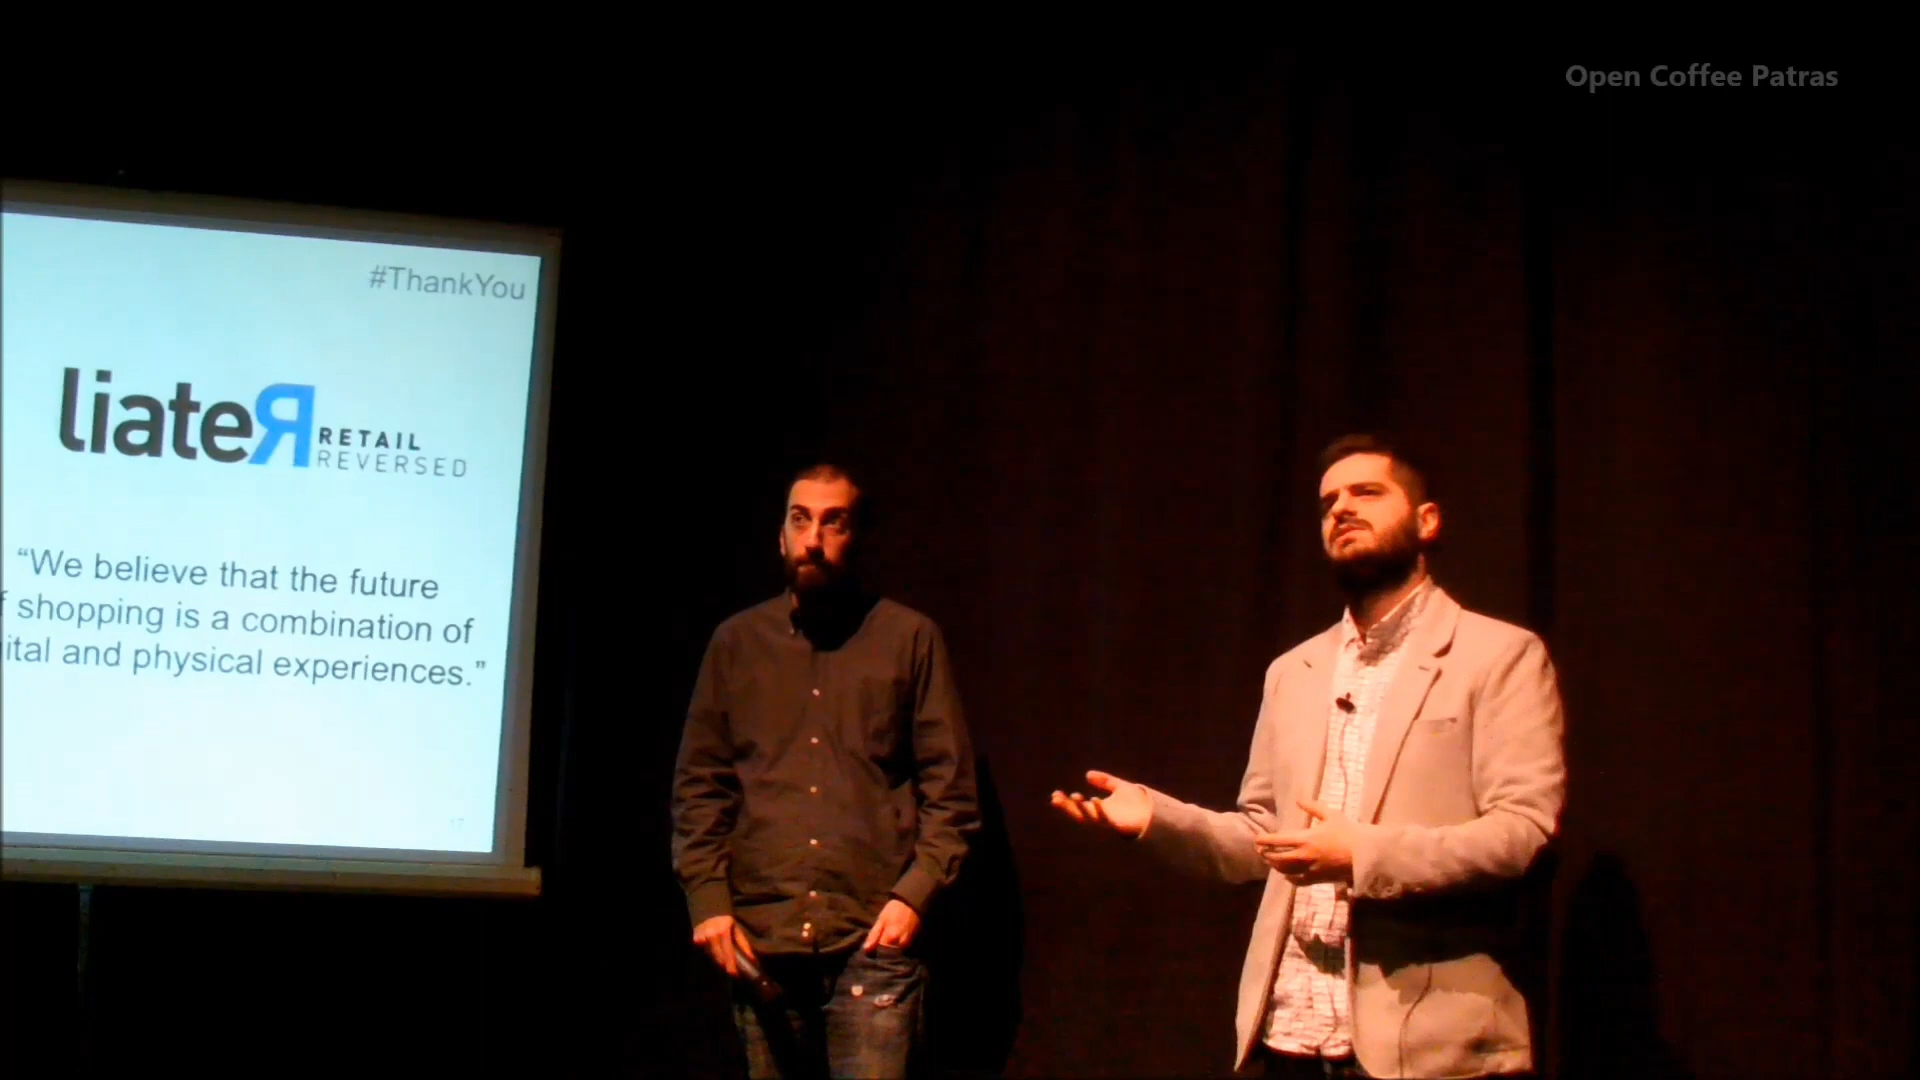 Open Coffee Patras
#ThankYou
liateR
RETAIL
REVERSED
“We believe that the future
f shopping is a combination of
ital and physical experiences.”
17